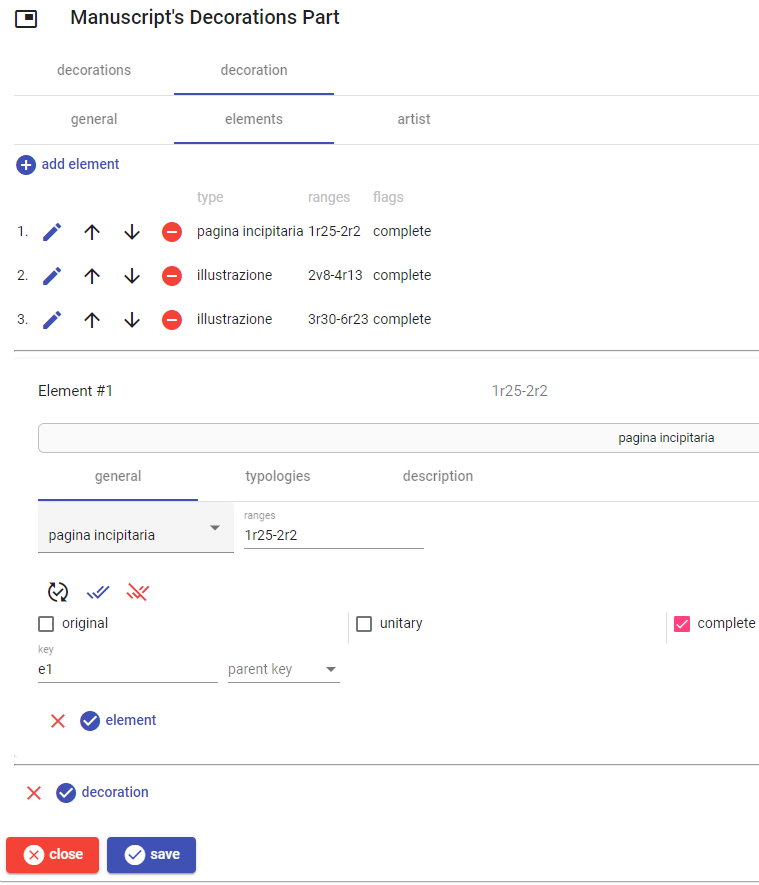 Manuscript's Decorations Part
decorations decoration
general elements artist
add element
type ranges flags
1. pagina incipitaria 1r25-2r2 complete
2. illustrazione 2v8-4r13 complete
3. illustrazione 3r30-6r23 complete
Element #1 1r25-2r2
pagina incipitaria
general typologies description
ranges
pagina incipitaria 1r25-2r2
original unitary complete
key
e1 parent key
element
decoration
close save